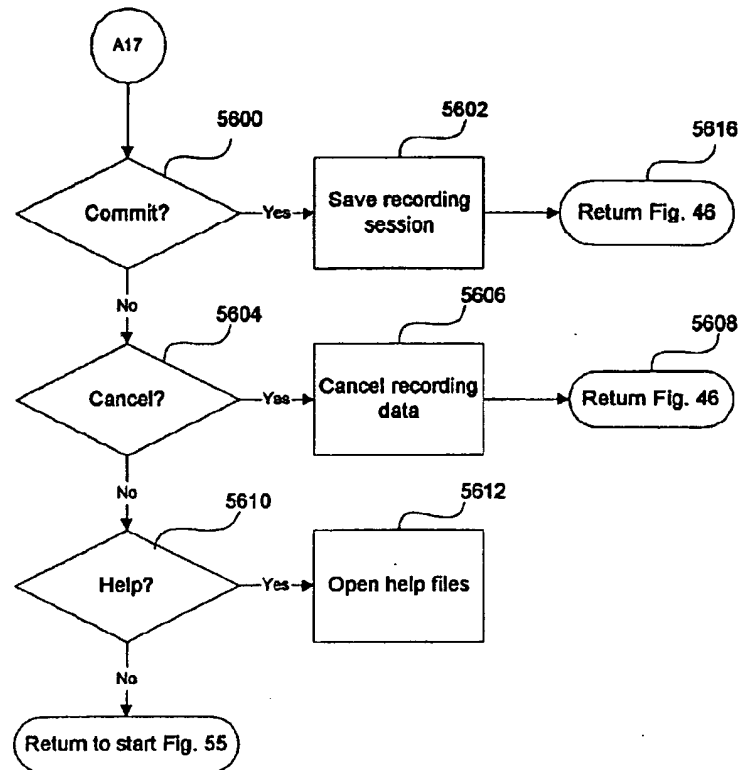 A17
5600
Commit?
Yes
5602
Save recording
session
5616
Return Fig. 46
No
5604
Cancel?
Yes
5606
Cancel recording
data
5608
Return Fig. 46
No
5610
Help?
Yes
5612
Open help files
No
Return to start Fig. 55